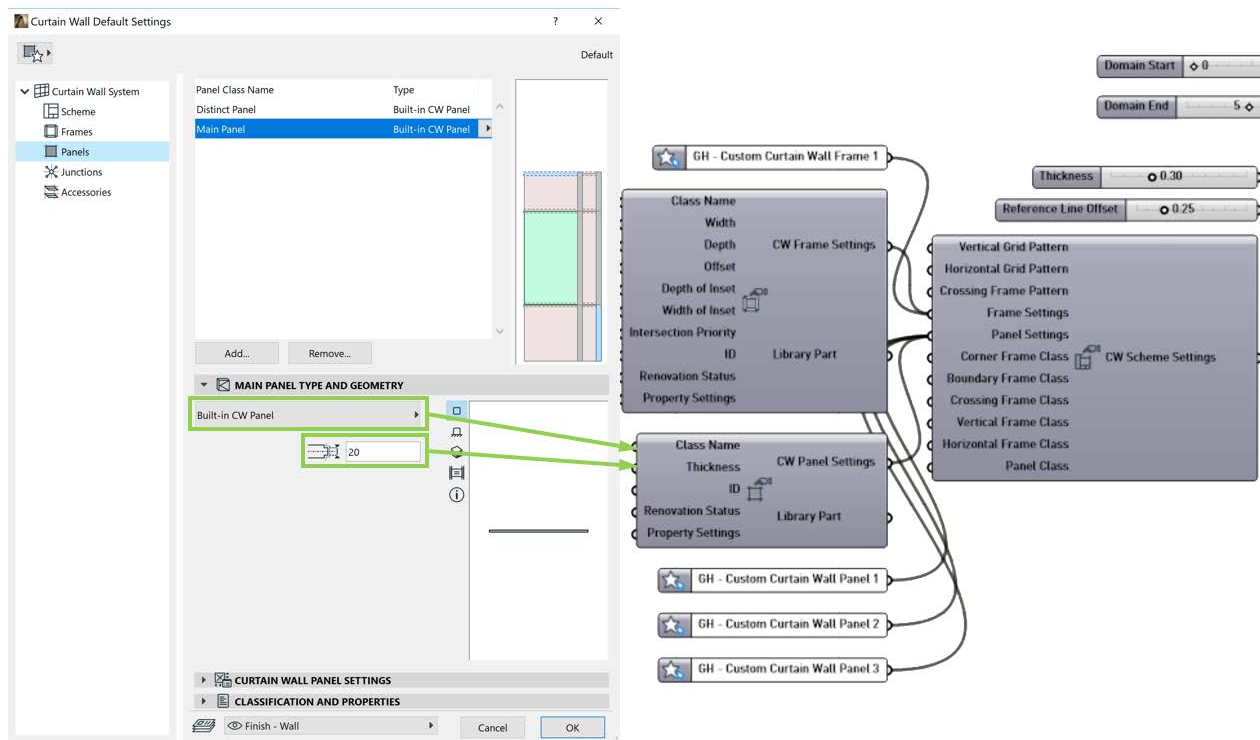 Curtain Wall Default Settings
?
×
Default
Curtain Wall System
Scheme
Frames
Panels
Junctions
Accessories
Panel Class Name Type
Distinct Panel Built-in CW Panel
Main Panel Built-in CW Panel
Add...
Remove...
MAIN PANEL TYPE AND GEOMETRY
Built-in CW Panel
20
CURTAIN WALL PANEL SETTINGS
CLASSIFICATION AND PROPERTIES
Finish - Wall
Cancel
OK
GH - Custom Curtain Wall Frame 1
Class Name
Width
Depth
Offset
Depth of Inset
Width of Inset
Intersection Priority
ID
Renovation Status
Property Settings
CW Frame Settings
Library Part
Class Name
Thickness
ID
Renovation Status
Property Settings
CW Panel Settings
Library Part
GH - Custom Curtain Wall Panel 1
GH - Custom Curtain Wall Panel 2
GH - Custom Curtain Wall Panel 3
Domain Start 0
Domain End 5
Thickness 0.30
Reference Line Offset 0.25
Vertical Grid Pattern
Horizontal Grid Pattern
Crossing Frame Pattern
Frame Settings
Panel Settings
Corner Frame Class
Boundary Frame Class
Crossing Frame Class
Vertical Frame Class
Horizontal Frame Class
Panel Class
CW Scheme Settings